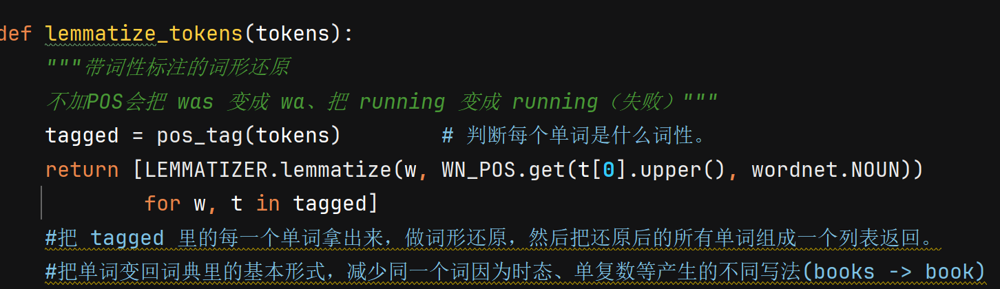 def lemmatize_tokens(tokens):
"""带词性标注的词形还原
不加POS会把 was 变成 wa、把 running 变成 running（失败）"""
tagged = pos_tag(tokens) # 判断每个单词是什么词性。
return [LEMMATIZER.lemmatize(w, WN_POS.get(t[0].upper(), wordnet.NOUN))
for w, t in tagged]
#把 tagged 里的每一个单词拿出来，做词形还原，然后把还原后的所有单词组成一个列表返回。
#把单词变回词典里的基本形式，减少同一个词因为时态、单复数等产生的不同写法(books -> book)